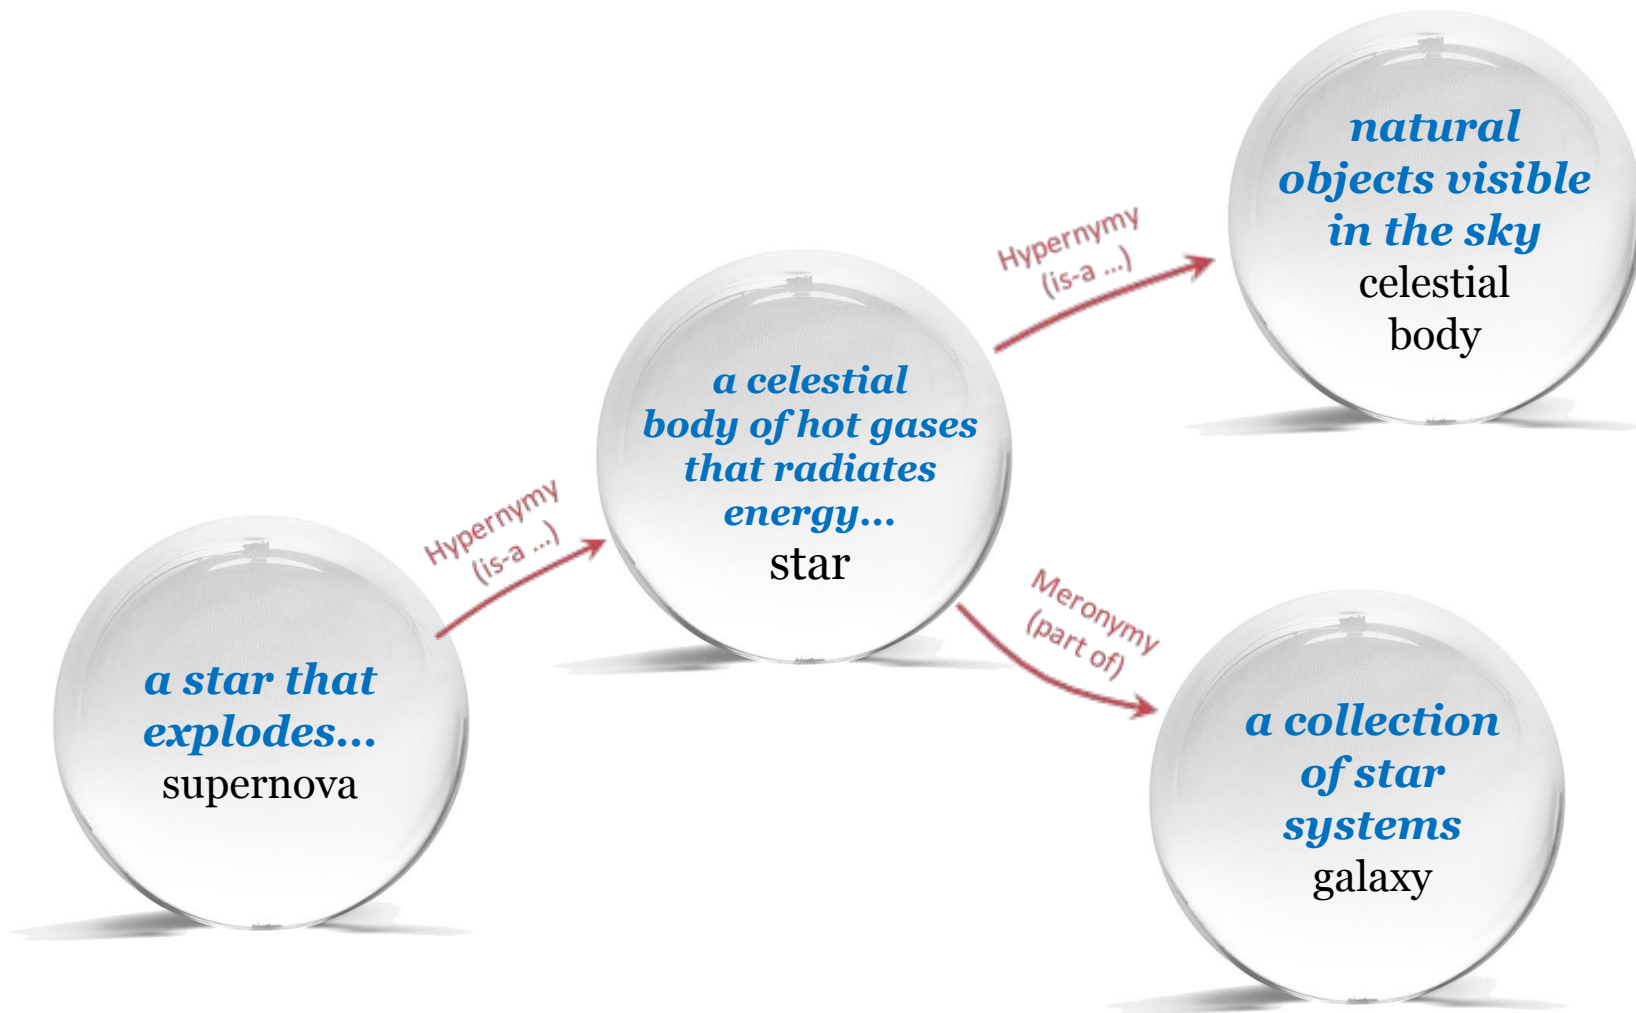 natural
objects visible
in the sky
celestial
body
Hypernymy
(is-a ...)
a celestial
body of hot gases
that radiates
energy...
star
Hypernymy
(is-a ...)
Meronymy
(part of)
a star that
explodes...
supernova
a collection
of star
systems
galaxy